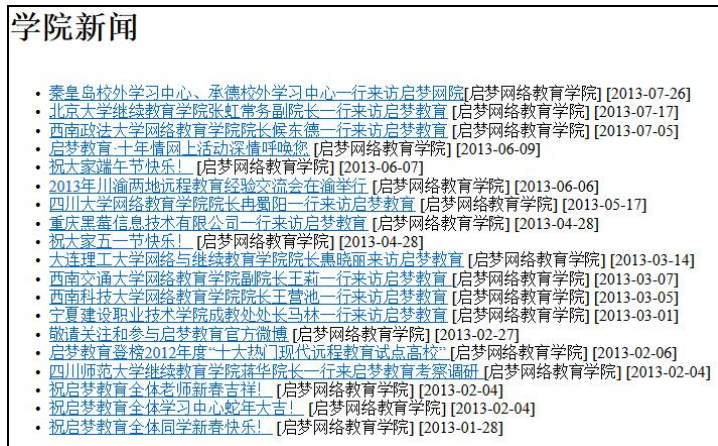 学院新闻
秦皇岛校外学习中心、承德校外学习中心一行来访启梦网院[启梦网络教育学院] [2013-07-26]
北京大学继续教育学院张虹常务副院长一行来访启梦教育 [启梦网络教育学院] [2013-07-17]
西南政法大学网络教育学院院长候东德一行来访启梦教育 [启梦网络教育学院] [2013-07-05]
启梦教育·十年情网上活动深情呼唤您 [启梦网络教育学院] [2013-06-09]
祝大家端午节快乐! [启梦网络教育学院] [2013-06-07]
2013年川渝两地远程教育经验交流会在渝举行 [启梦网络教育学院] [2013-06-06]
四川大学网络教育学院院长冉蜀阳一行来访启梦教育 [启梦网络教育学院] [2013-05-17]
重庆黑莓信息技术有限公司一行来访启梦教育 [启梦网络教育学院] [2013-04-28]
祝大家五一节快乐! [启梦网络教育学院] [2013-04-28]
大连理工大学网络与继续教育学院院长惠晓丽来访启梦教育 [启梦网络教育学院] [2013-03-14]
西南交通大学网络教育学院副院长王莉一行来访启梦教育 [启梦网络教育学院] [2013-03-07]
西南科技大学网络教育学院院长王营池一行来访启梦教育 [启梦网络教育学院] [2013-03-05]
宁夏建设职业技术学院成教处处长马林一行来访启梦教育 [启梦网络教育学院] [2013-03-01]
敬请关注和参与启梦教育官方微博 [启梦网络教育学院] [2013-02-27]
启梦教育登榜2012年度“十大热门现代远程教育试点高校” [启梦网络教育学院] [2013-02-06]
四川师范大学继续教育学院蒋华院长一行来启梦教育考察调研 [启梦网络教育学院] [2013-02-04]
祝启梦教育全体老师新春吉祥! [启梦网络教育学院] [2013-02-04]
祝启梦教育全体学习中心蛇年大吉! [启梦网络教育学院] [2013-02-04]
祝启梦教育全体同学新春快乐! [启梦网络教育学院] [2013-01-28]